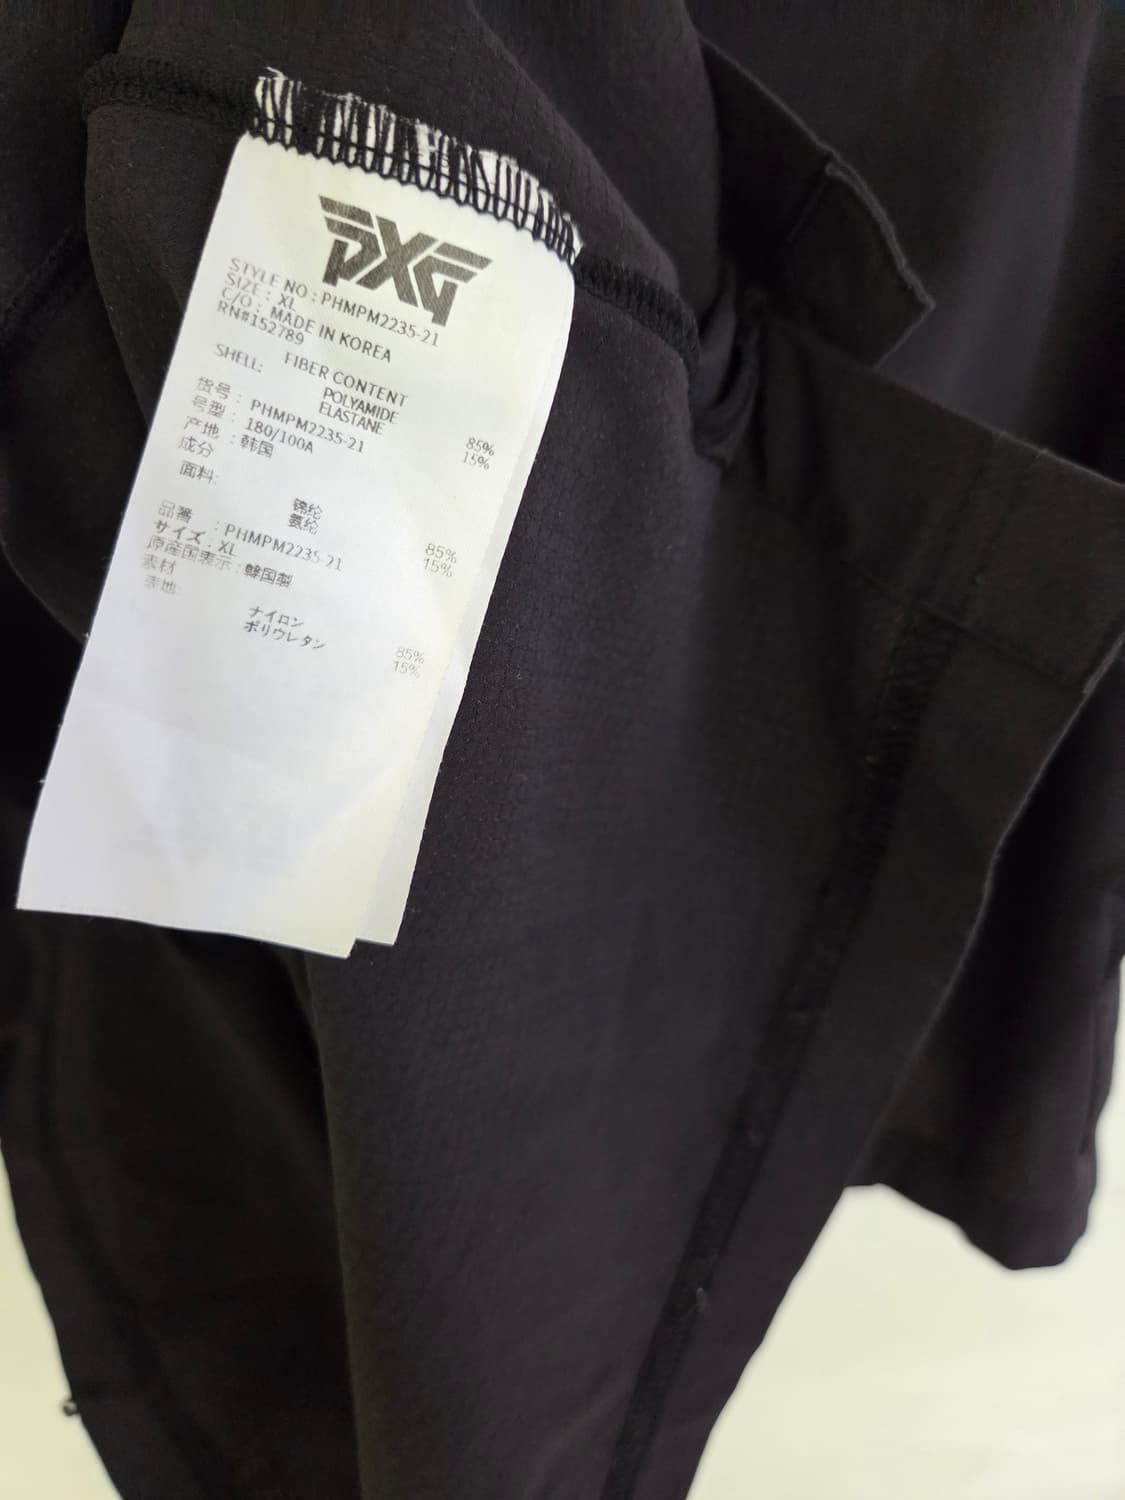 PXG
STYLE NO : PHMPM2235-21
SIZE : XL
C/O : MADE IN KOREA
RN#152789
FIBER CONTENT
SHELL:
POLYAMIDE 85%
ELASTANE 15%
货号 : PHMPM2235-21
号型 : 180/100A
产地 : 韩国
成分
面料:
锦纶 85%
氨纶 15%
品番 : PHMPM2235-21
サイズ : XL
原産国表示 : 韓国製
素材
表地
ナイロン 85%
ポリウレタン 15%